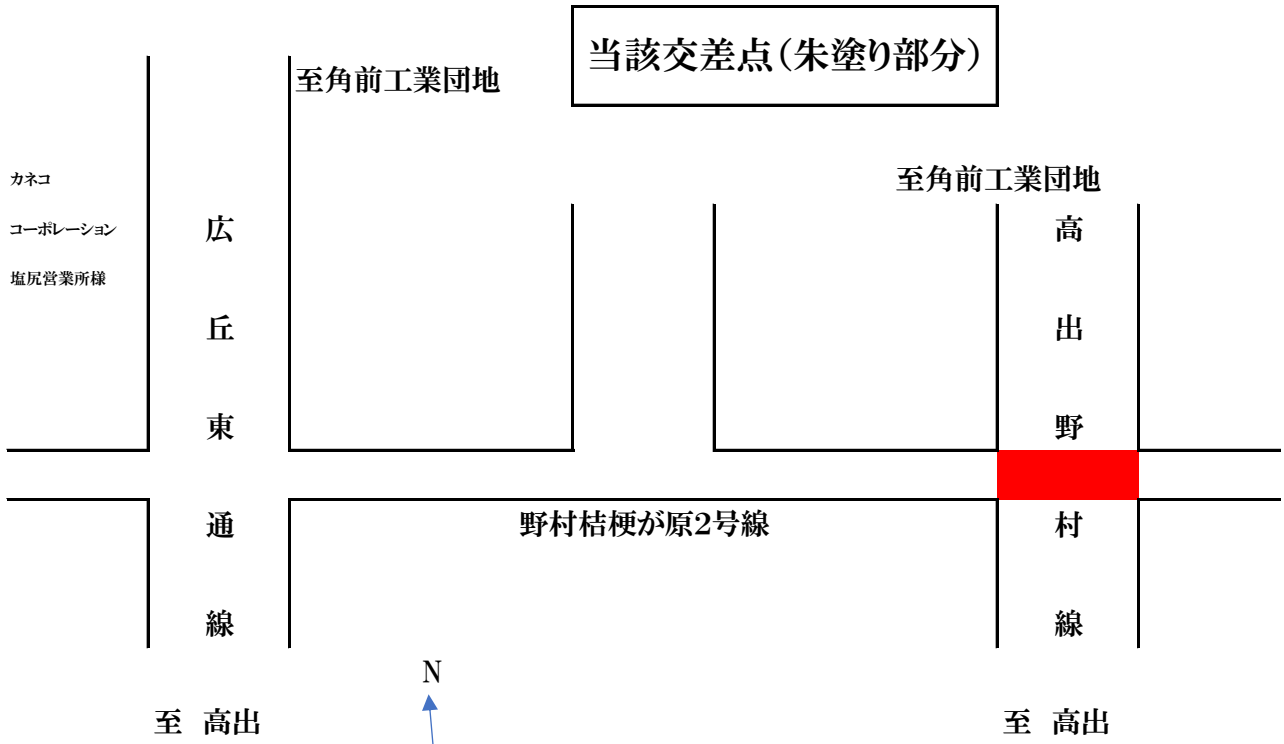 当該交差点（朱塗り部分）
至角前工業団地
至角前工業団地
カネコ
コーポレーション
塩尻営業所様
広丘東通線
高出野村線
野村桔梗が原2号線
N
至 高出
至 高出